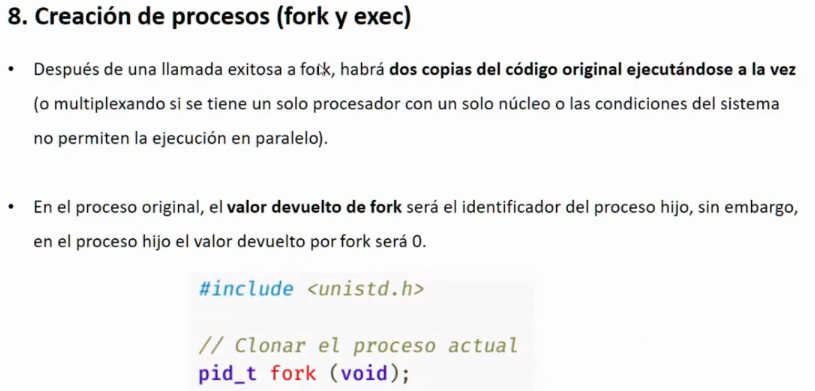 8. Creación de procesos (fork y exec)
• Después de una llamada exitosa a fork, habrá dos copias del código original ejecutándose a la vez
(o multiplexando si se tiene un solo procesador con un solo núcleo o las condiciones del sistema
no permiten la ejecución en paralelo).
• En el proceso original, el valor devuelto de fork será el identificador del proceso hijo, sin embargo,
en el proceso hijo el valor devuelto por fork será 0.
#include <unistd.h>
// Clonar el proceso actual
pid_t fork (void);